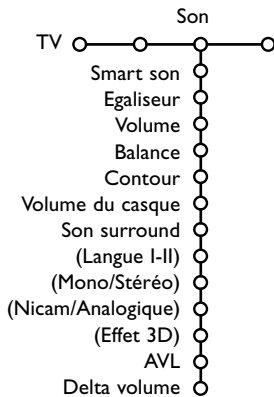 Son
TV
Smart son
Egaliseur
Volume
Balance
Contour
Volume du casque
Son surround
(Langue I-II)
(Mono/Stéréo)
(Nicam/Analogique)
(Effet 3D)
AVL
Delta volume